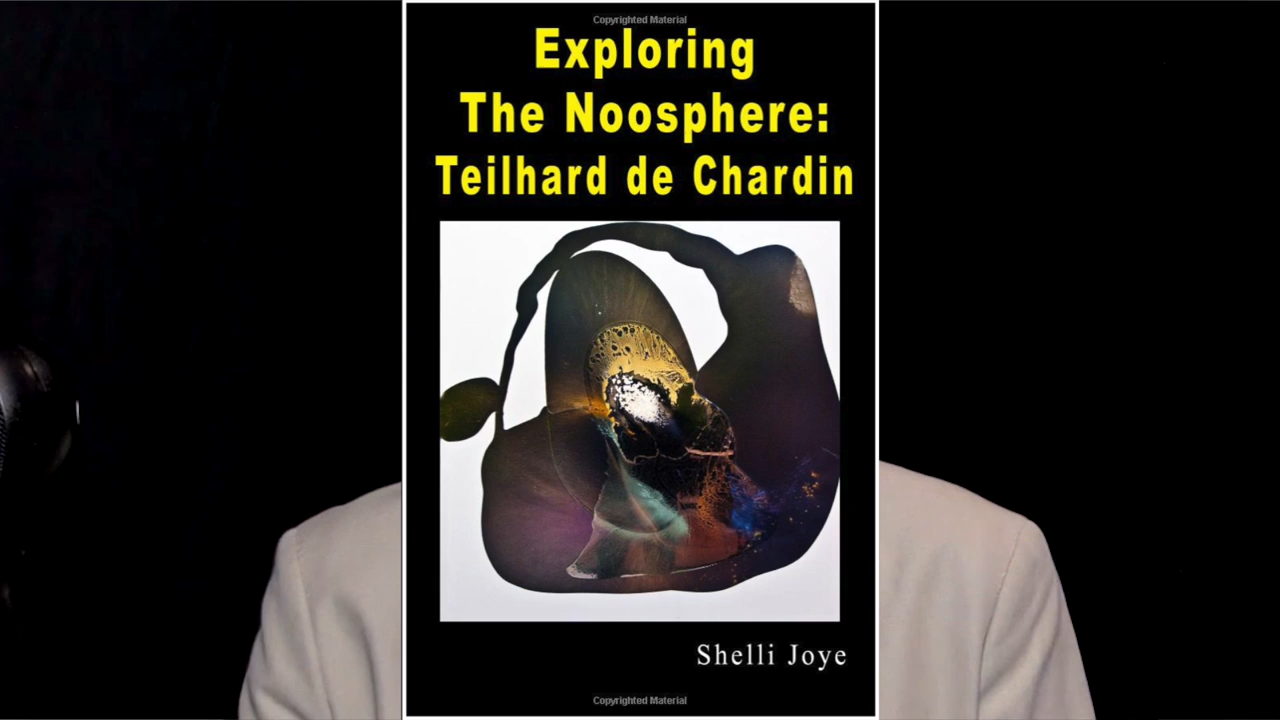 Copyrighted Material
Exploring
The Noosphere:
Teilhard de Chardin
Shelli Joye
Copyrighted Material